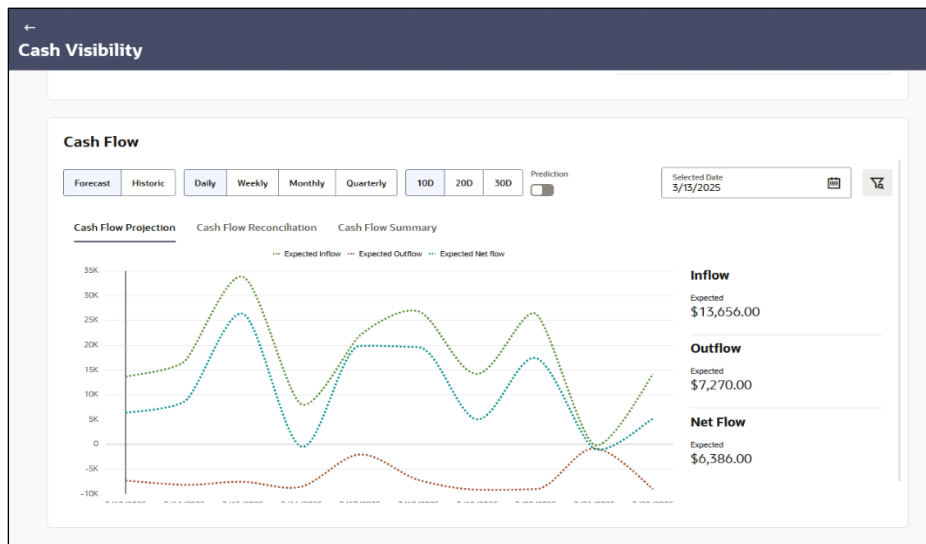 ←
Cash Visibility
Cash Flow
Forecast Historic Daily Weekly Monthly Quarterly 10D 20D 30D Prediction
Selected Date
3/13/2025
Cash Flow Projection Cash Flow Reconciliation Cash Flow Summary
Expected Inflow Expected Outflow Expected Net flow
35K
30K
25K
20K
15K
10K
5K
0
-5K
-10K
Inflow
Expected
$13,656.00
Outflow
Expected
$7,270.00
Net Flow
Expected
$6,386.00